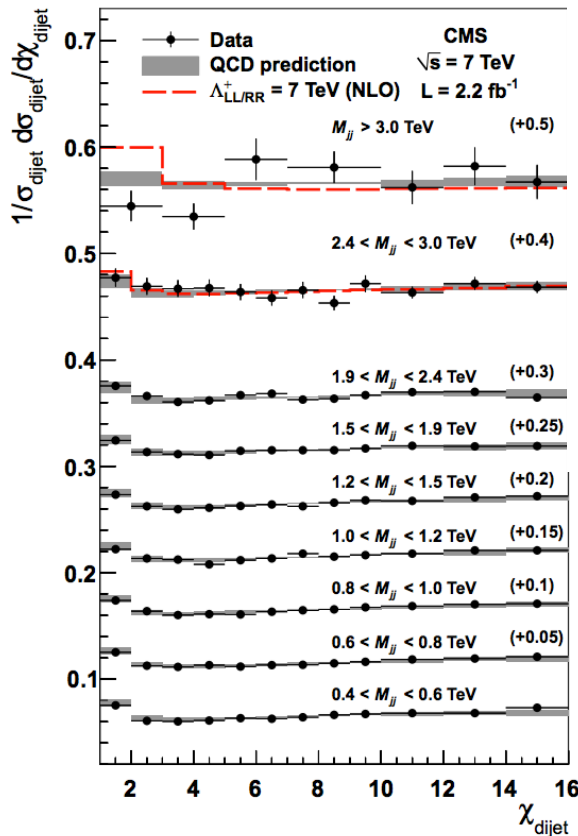 1/σdijet dσdijet/dχdijet
0.7
0.6
0.5
0.4
0.3
0.2
0.1
Data
QCD prediction
Λ⁺LL/RR = 7 TeV (NLO)
CMS
√s = 7 TeV
L = 2.2 fb⁻¹
Mjj > 3.0 TeV (+0.5)
2.4 < Mjj < 3.0 TeV (+0.4)
1.9 < Mjj < 2.4 TeV (+0.3)
1.5 < Mjj < 1.9 TeV (+0.25)
1.2 < Mjj < 1.5 TeV (+0.2)
1.0 < Mjj < 1.2 TeV (+0.15)
0.8 < Mjj < 1.0 TeV (+0.1)
0.6 < Mjj < 0.8 TeV (+0.05)
0.4 < Mjj < 0.6 TeV
2 4 6 8 10 12 14 16
χdijet